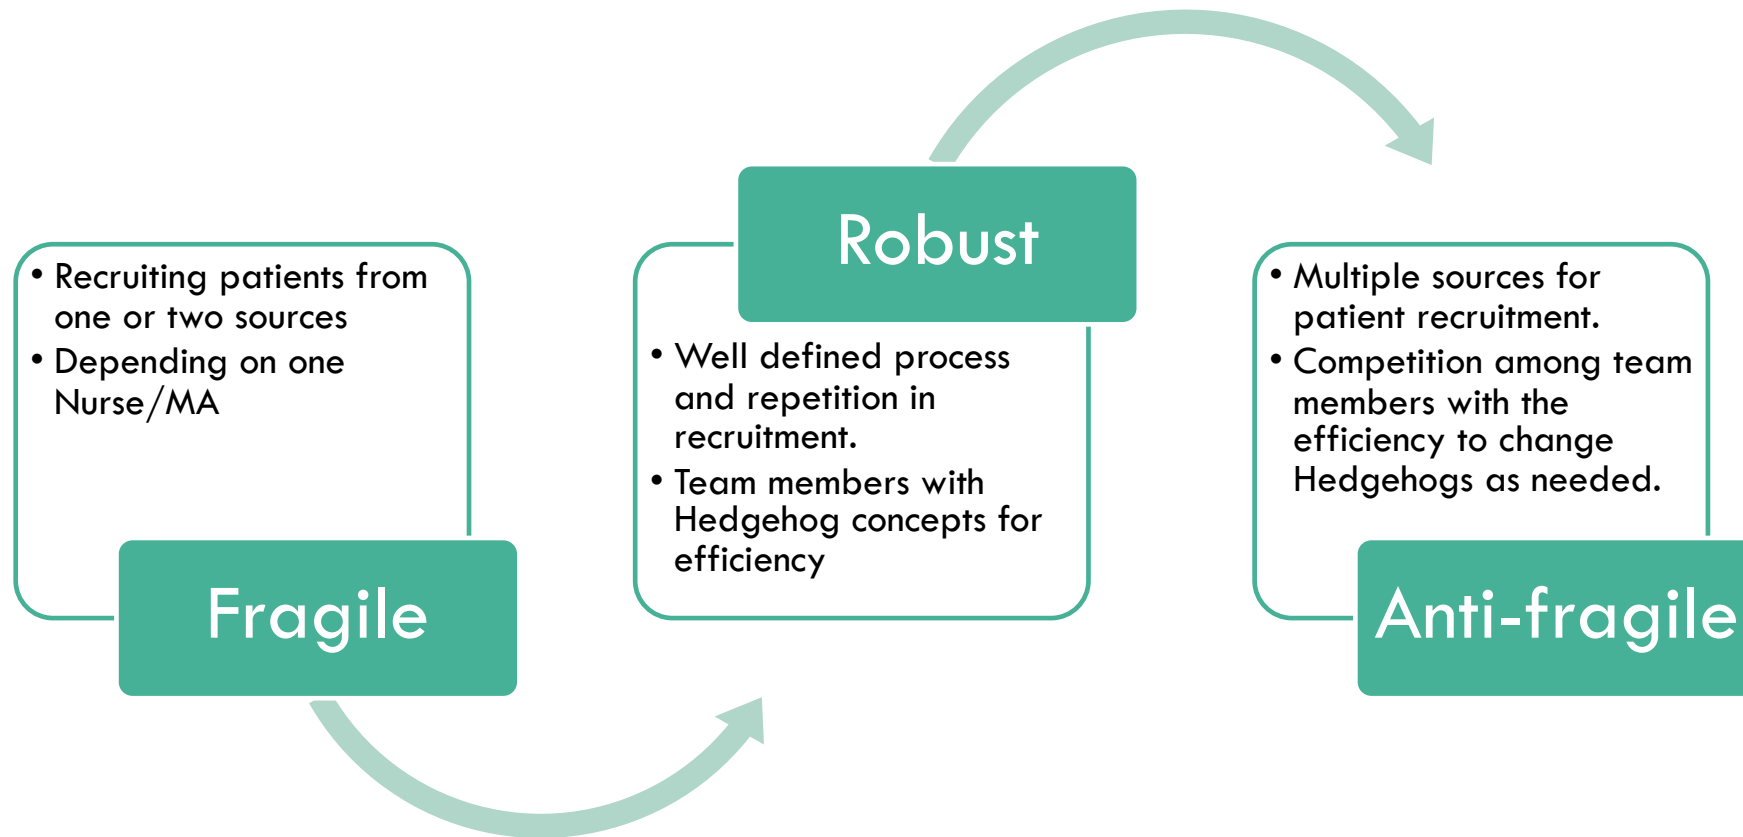 • Recruiting patients from
one or two sources
• Depending on one
Nurse/MA
Fragile
Robust
• Well defined process
and repetition in
recruitment.
• Team members with
Hedgehog concepts for
efficiency
• Multiple sources for
patient recruitment.
• Competition among team
members with the
efficiency to change
Hedgehogs as needed.
Anti-fragile